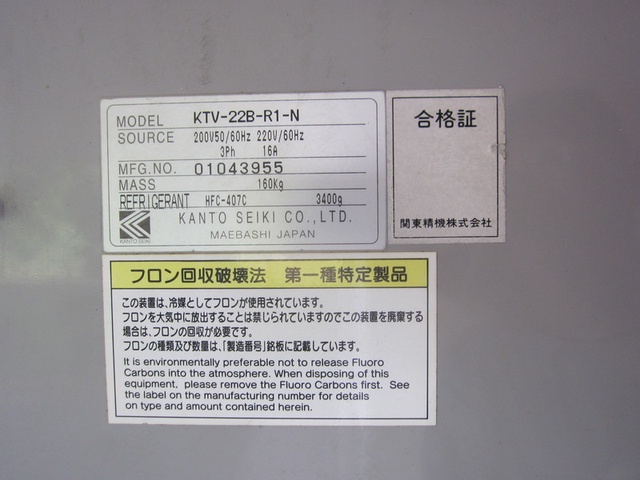 MODEL KTV-22B-R1-N
SOURCE 200V50/60Hz 220V/60Hz
3Ph 16A
MFG.NO. 01043955
MASS 160Kg
REFRIGERANT HFC-407C 3400g
KANTO SEIKI CO.,LTD.
KANTO SEIKI
MAEBASHI JAPAN
合格証
関東精機株式会社
フロン回収破壊法 第一種特定製品
この装置は、冷媒としてフロンが使用されています。
フロンを大気中に放出することは禁じられていますのでこの装置を廃棄する
場合は、フロンの回収が必要です。
フロンの種類及び数量は、「製造番号」銘板に記載しています。
It is environmentally preferable not to release Fluoro
Carbons into the atmosphere. When disposing of this
equipment, please remove the Fluoro Carbons first. See
the label on the manufacturing number for details
on type and amount contained herein.